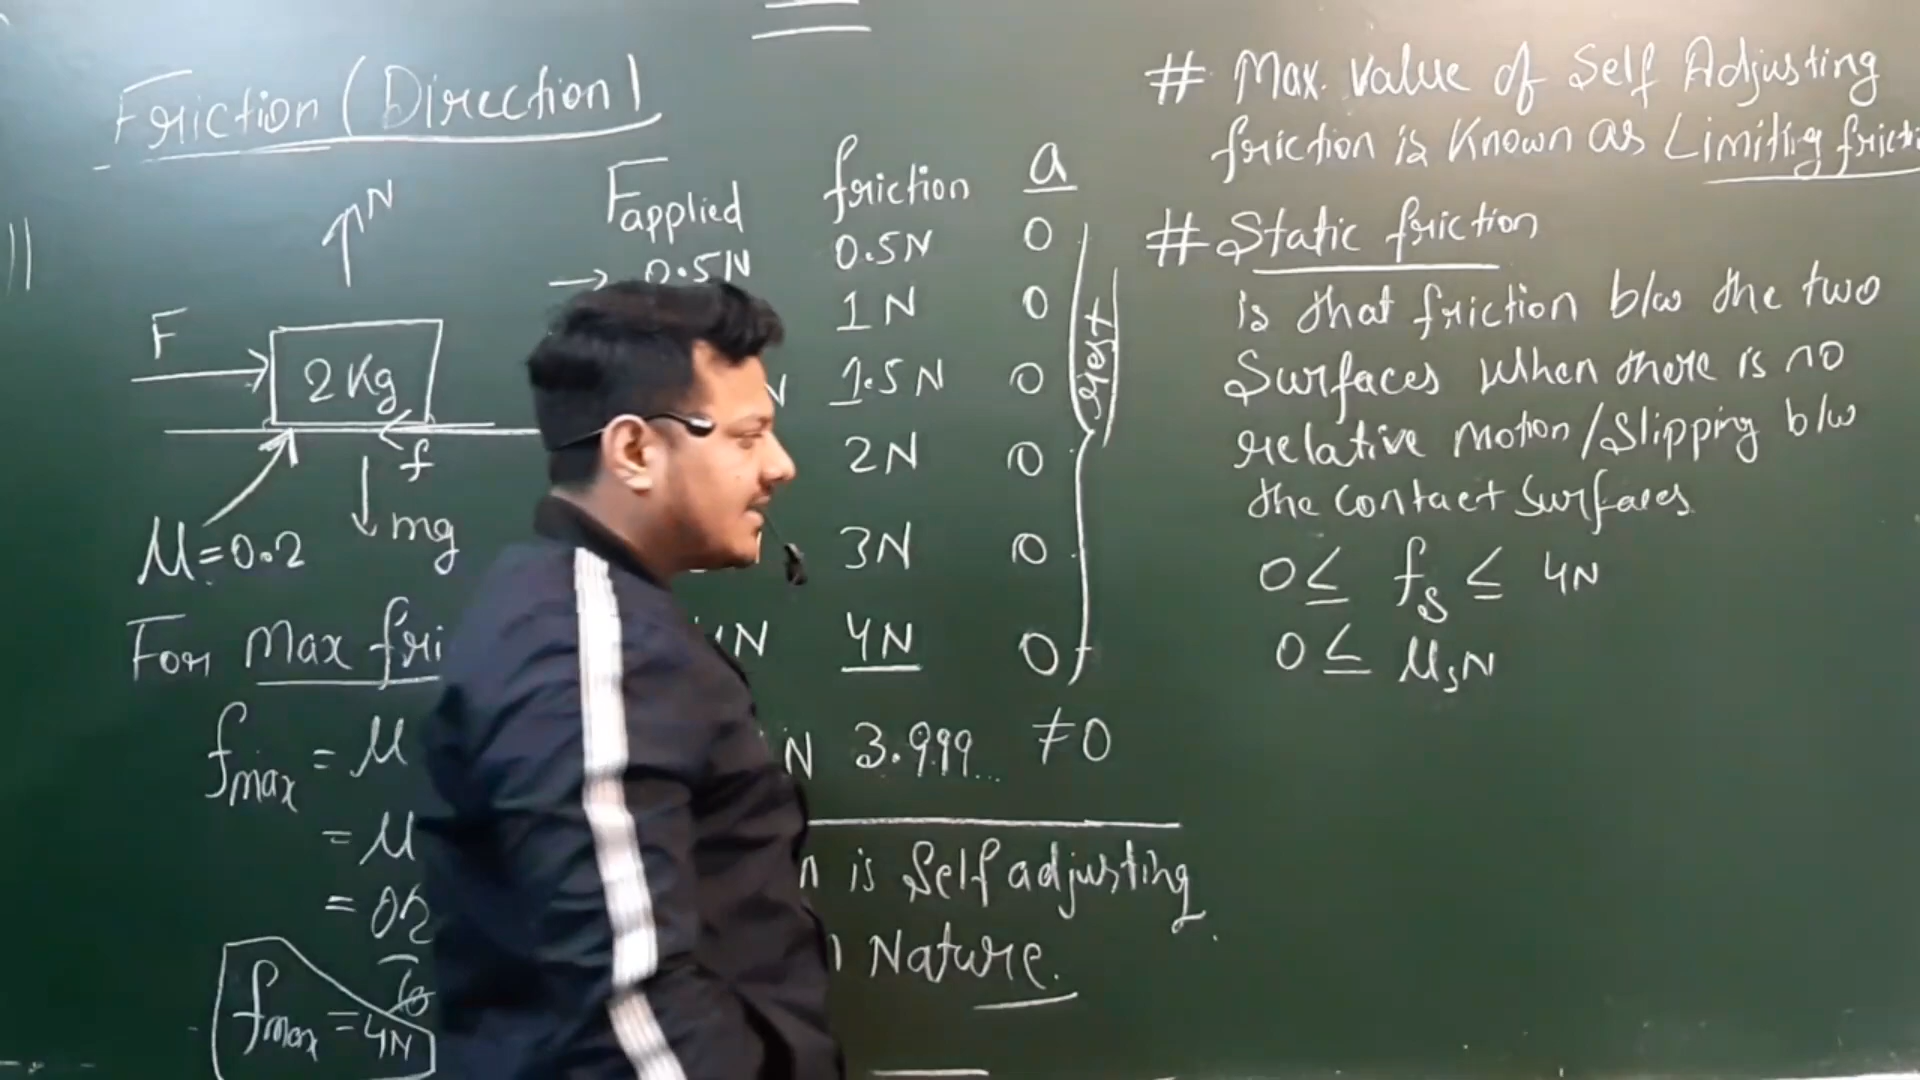 Friction (Direction)
N
F
2 Kg
f
mg
M=0.2
For Max fri
fmax = M
= M
= 02
fmax = 4N
Fapplied friction a
→ 0.5N 0.5N 0
1N 0
N 1.5N 0
2N 0
3N 0
4N 0
N 3.999... ≠0
rest
is Self adjusting
Nature.
# Max. Value of Self Adjusting
friction is Known as Limiting
# Static friction
is that friction b/w the two
Surfaces when there is no
relative Motion/Slipping b/w
the contact Surfaces
0≤ fs ≤ 4N
0 ≤ MsN